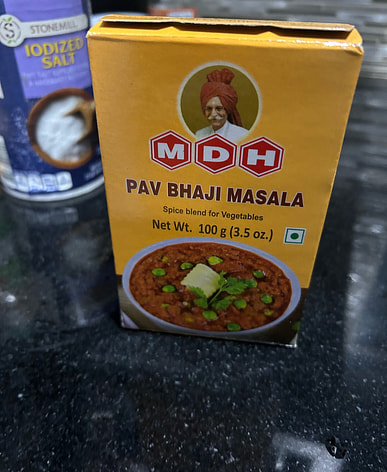 STONEMILL
IODIZED
SALT
MDH
PAV BHAJI MASALA
Spice blend for Vegetables
Net Wt. 100 g (3.5 oz.)